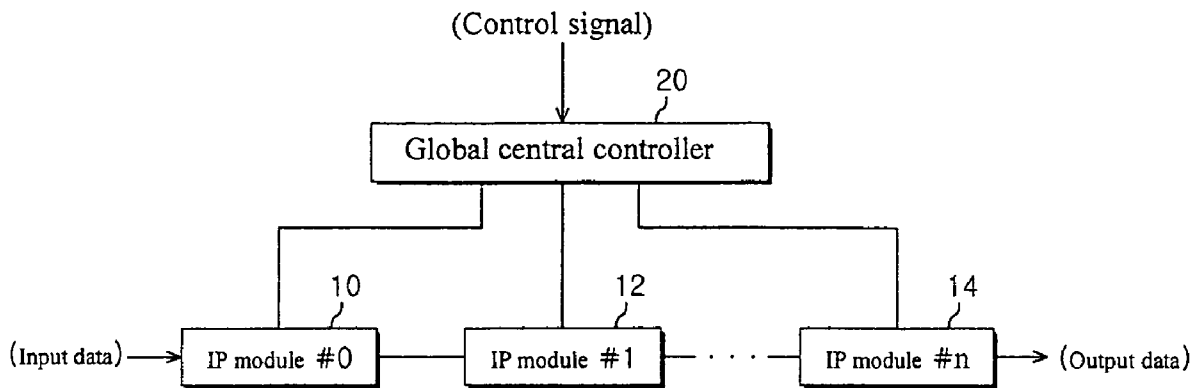 (Control signal)
20
Global central controller
10
12
14
(Input data)
IP module #0
IP module #1
· · · ·
IP module #n
(Output data)